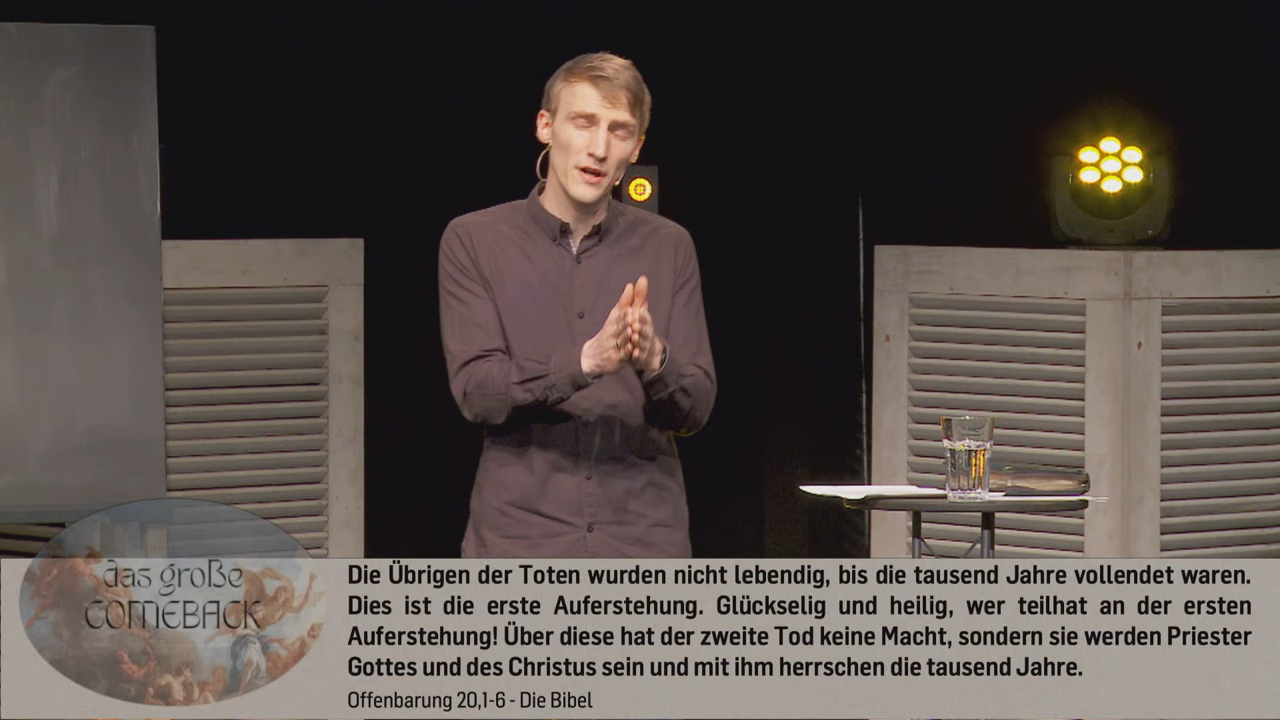 das große
COMEBACK
Die Übrigen der Toten wurden nicht lebendig, bis die tausend Jahre vollendet waren.
Dies ist die erste Auferstehung. Glückselig und heilig, wer teilhat an der ersten
Auferstehung! Über diese hat der zweite Tod keine Macht, sondern sie werden Priester
Gottes und des Christus sein und mit ihm herrschen die tausend Jahre.
Offenbarung 20,1-6 - Die Bibel